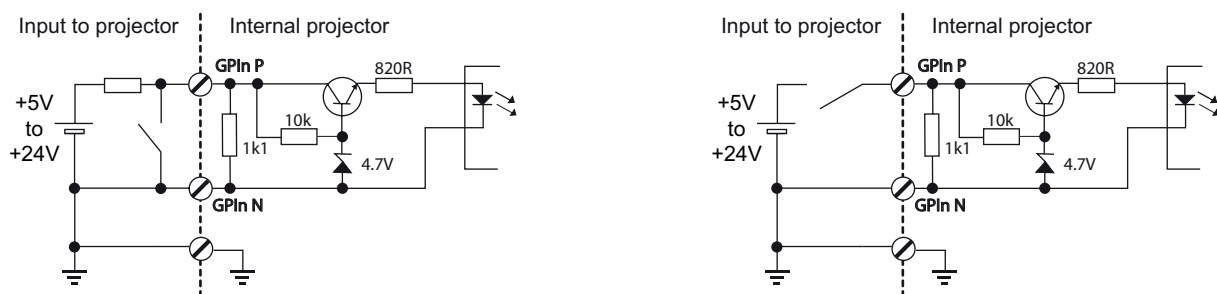 Input to projector
Internal projector
GPIn P
820R
+5V
to
+24V
10k
1k1
4.7V
GPIn N
Input to projector
Internal projector
GPIn P
820R
+5V
to
+24V
10k
1k1
4.7V
GPIn N